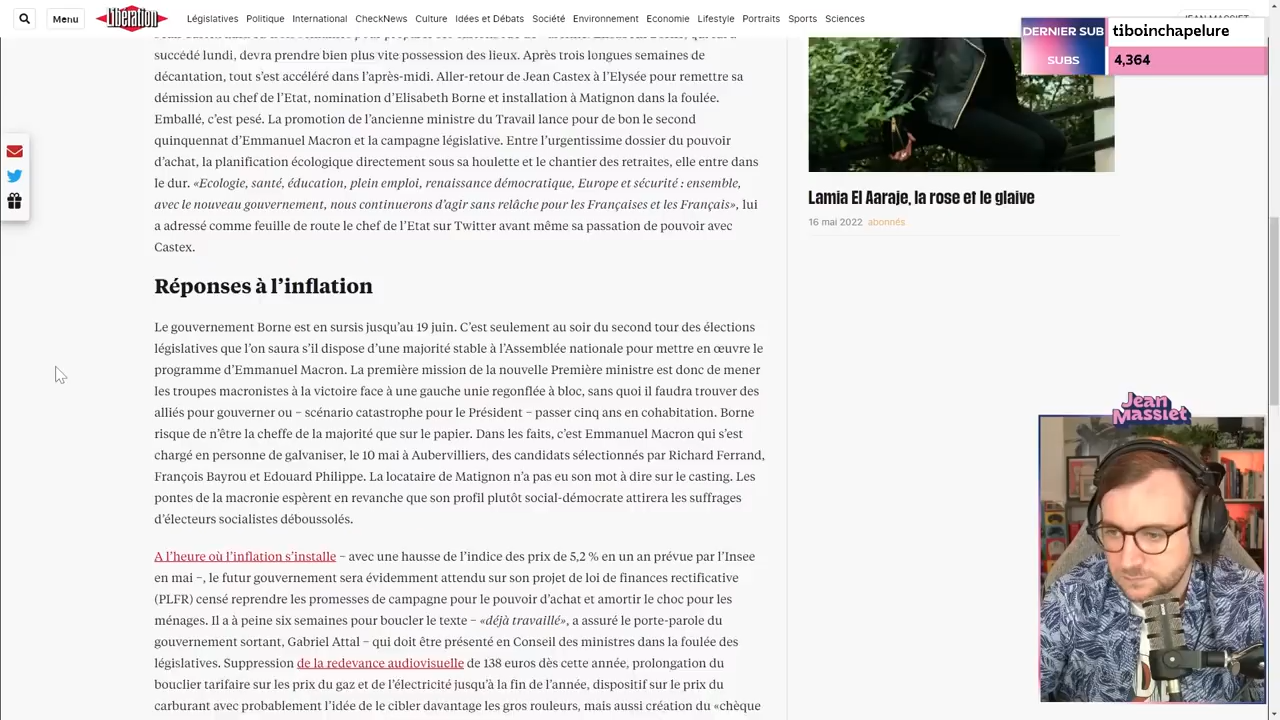 Menu
Libération
Législatives Politique International CheckNews Culture Idées et Débats Société Environnement Economie Lifestyle Portraits Sports Sciences
JEAN MASSIET
DERNIER SUB tiboinchapelure
SUBS 4,364
succédé lundi, devra prendre bien plus vite possession des lieux. Après trois longues semaines de
décantation, tout s’est accéléré dans l’après-midi. Aller-retour de Jean Castex à l’Elysée pour remettre sa
démission au chef de l’Etat, nomination d’Elisabeth Borne et installation à Matignon dans la foulée.
Emballé, c’est pesé. La promotion de l’ancienne ministre du Travail lance pour de bon le second
quinquennat d’Emmanuel Macron et la campagne législative. Entre l’urgentissime dossier du pouvoir
d’achat, la planification écologique directement sous sa houlette et le chantier des retraites, elle entre dans
le dur. «Ecologie, santé, éducation, plein emploi, renaissance démocratique, Europe et sécurité : ensemble,
avec le nouveau gouvernement, nous continuerons d’agir sans relâche pour les Françaises et les Français», lui
a adressé comme feuille de route le chef de l’Etat sur Twitter avant même sa passation de pouvoir avec
Castex.
Réponses à l’inflation
Le gouvernement Borne est en sursis jusqu’au 19 juin. C’est seulement au soir du second tour des élections
législatives que l’on saura s’il dispose d’une majorité stable à l’Assemblée nationale pour mettre en œuvre le
programme d’Emmanuel Macron. La première mission de la nouvelle Première ministre est donc de mener
les troupes macronistes à la victoire face à une gauche unie regonflée à bloc, sans quoi il faudra trouver des
alliés pour gouverner ou – scénario catastrophe pour le Président – passer cinq ans en cohabitation. Borne
risque de n’être la cheffe de la majorité que sur le papier. Dans les faits, c’est Emmanuel Macron qui s’est
chargé en personne de galvaniser, le 10 mai à Aubervilliers, des candidats sélectionnés par Richard Ferrand,
François Bayrou et Edouard Philippe. La locataire de Matignon n’a pas eu son mot à dire sur le casting. Les
pontes de la macronie espèrent en revanche que son profil plutôt social-démocrate attirera les suffrages
d’électeurs socialistes déboussolés.
A l’heure où l’inflation s’installe – avec une hausse de l’indice des prix de 5,2 % en un an prévue par l’Insee
en mai –, le futur gouvernement sera évidemment attendu sur son projet de loi de finances rectificative
(PLFR) censé reprendre les promesses de campagne pour le pouvoir d’achat et amortir le choc pour les
ménages. Il a à peine six semaines pour boucler le texte – «déjà travaillé», a assuré le porte-parole du
gouvernement sortant, Gabriel Attal – qui doit être présenté en Conseil des ministres dans la foulée des
législatives. Suppression de la redevance audiovisuelle de 138 euros dès cette année, prolongation du
bouclier tarifaire sur les prix du gaz et de l’électricité jusqu’à la fin de l’année, dispositif sur le prix du
carburant avec probablement l’idée de le cibler davantage les gros rouleurs, mais aussi création du «chèque
Lamia El Aaraje, la rose et le glaive
16 mai 2022 abonnés
Jean
Massiet